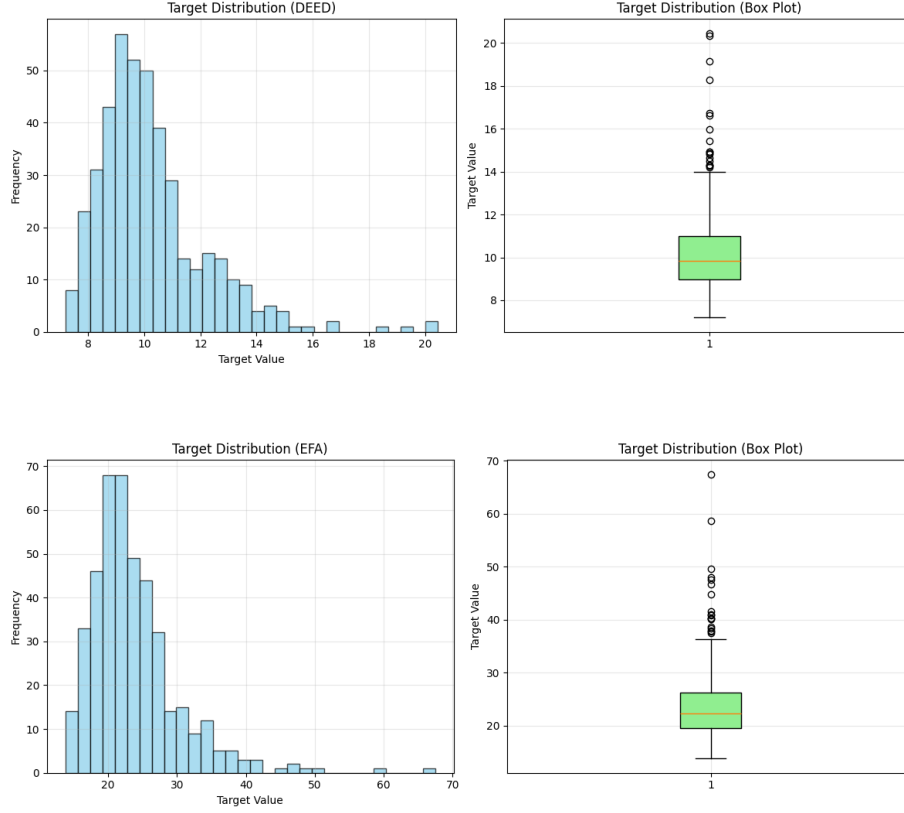 Target Distribution (DEED)
Frequency
50
40
30
20
10
0
8 10 12 14 16 18 20
Target Value
Target Distribution (Box Plot)
Target Value
20
18
16
14
12
10
8
1
Target Distribution (EFA)
Frequency
70
60
50
40
30
20
10
0
20 30 40 50 60 70
Target Value
Target Distribution (Box Plot)
Target Value
70
60
50
40
30
20
1